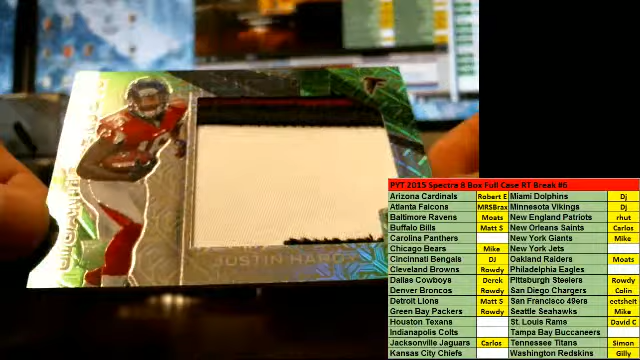 JUSTIN HARD
PYT 2015 Spectra 8 Box Full Case RT Break #6
Arizona Cardinals Robert E Miami Dolphins Dj
Atlanta Falcons MRSBrax Minnesota Vikings Dj
Baltimore Ravens Moats New England Patriots rhut
Buffalo Bills Matt S New Orleans Saints Carlos
Carolina Panthers New York Giants Mike
Chicago Bears Mike New York Jets
Cincinnati Bengals DJ Oakland Raiders Moats
Cleveland Browns Rowdy Philadelphia Eagles
Dallas Cowboys Derek Pittsburgh Steelers Rowdy
Denver Broncos Rowdy San Diego Chargers Colin
Detroit Lions Matt S San Francisco 49ers eetsheit
Green Bay Packers Rowdy Seattle Seahawks Mike
Houston Texans St. Louis Rams David C
Indianapolis Colts Tampa Bay Buccaneers
Jacksonville Jaguars Carlos Tennessee Titans Simon
Kansas City Chiefs Washington Redskins Gilly